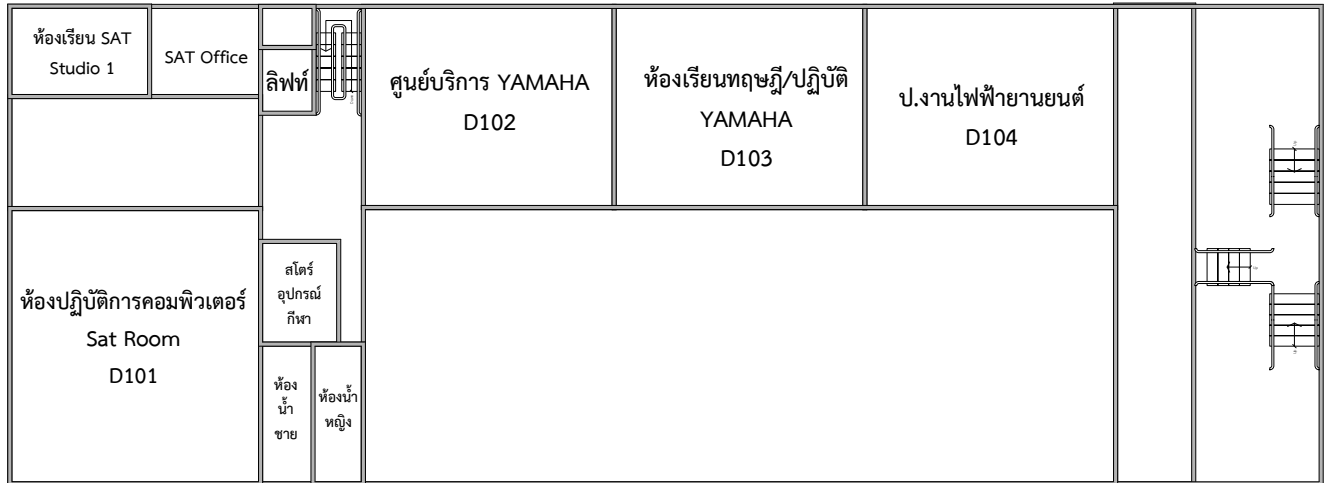 ห้องเรียน SAT
Studio 1
SAT Office
ลิฟท์
ศูนย์บริการ YAMAHA
D102
ห้องเรียนทฤษฎี/ปฏิบัติ
YAMAHA
D103
ป.งานไฟฟ้ายานยนต์
D104
ห้องปฏิบัติการคอมพิวเตอร์
Sat Room
D101
สโตร์
อุปกรณ์
กีฬา
ห้อง
น้ำ
ชาย
ห้องน้ำ
หญิง